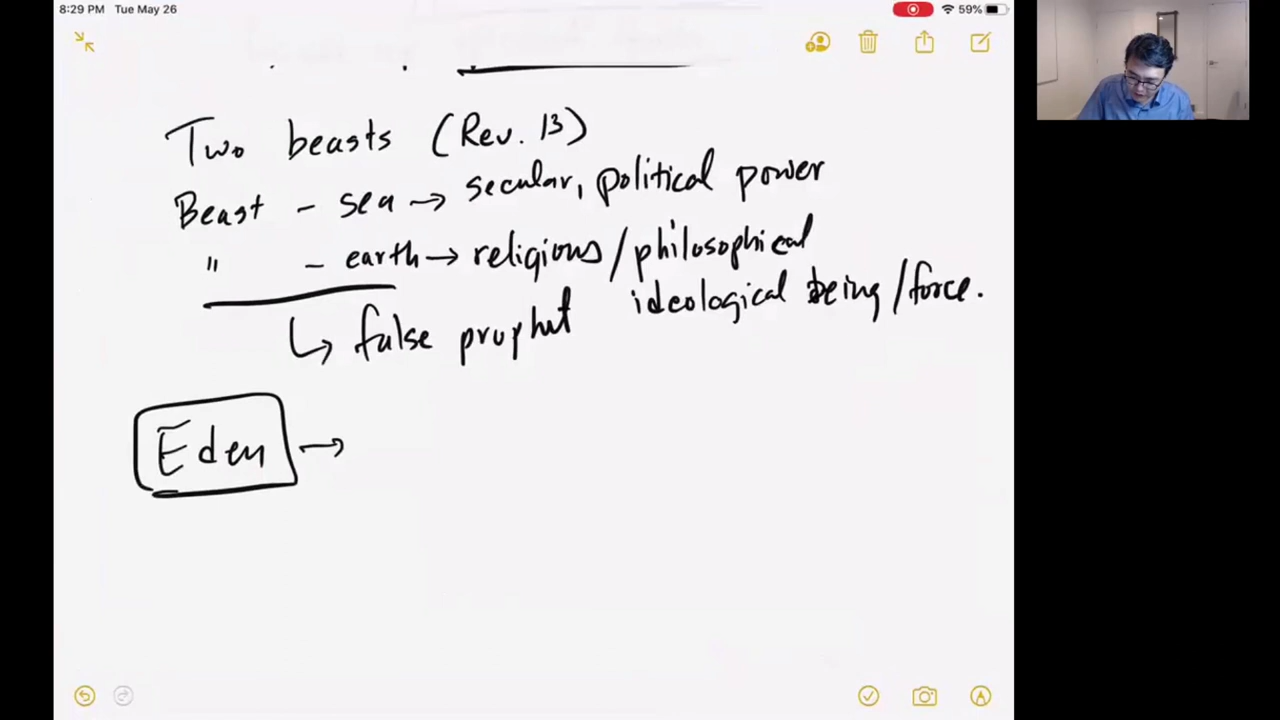 8:29 PM Tue May 26 59%
Two beasts (Rev. 13)
Beast - sea → secular, political power
" - earth → religious/philosophical
ideological being/force.
↳ false prophet
Eden →